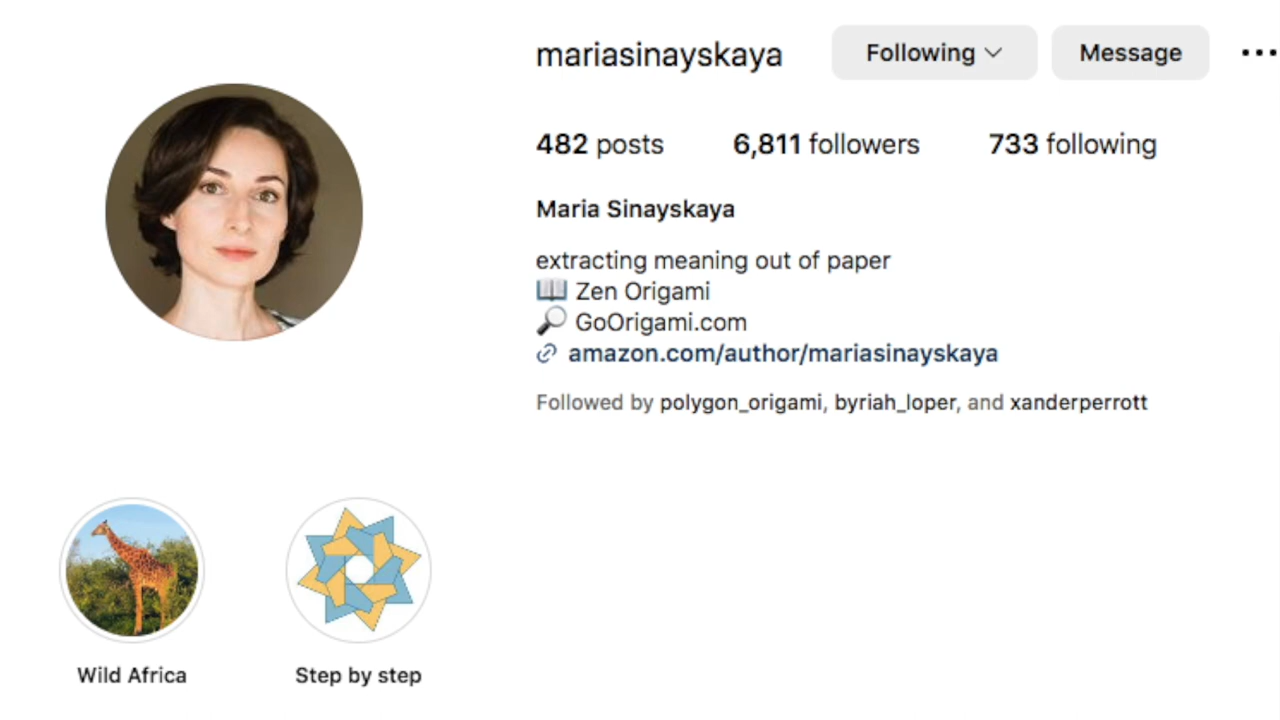 mariasinayskaya Following Message
482 posts 6,811 followers 733 following
Maria Sinayskaya
extracting meaning out of paper
📖 Zen Origami
🔎 GoOrigami.com
amazon.com/author/mariasinayskaya
Followed by polygon_origami, byriah_loper, and xanderperrott
Wild Africa Step by step